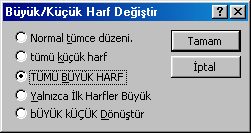 Büyük/Küçük Harf Değiştir
Normal tümce düzeni.
tümü küçük harf
TÜMÜ BÜYÜK HARF
Yalnızca İlk Harfler Büyük
bÜYÜK kÜÇÜK Dönüştür
Tamam
İptal